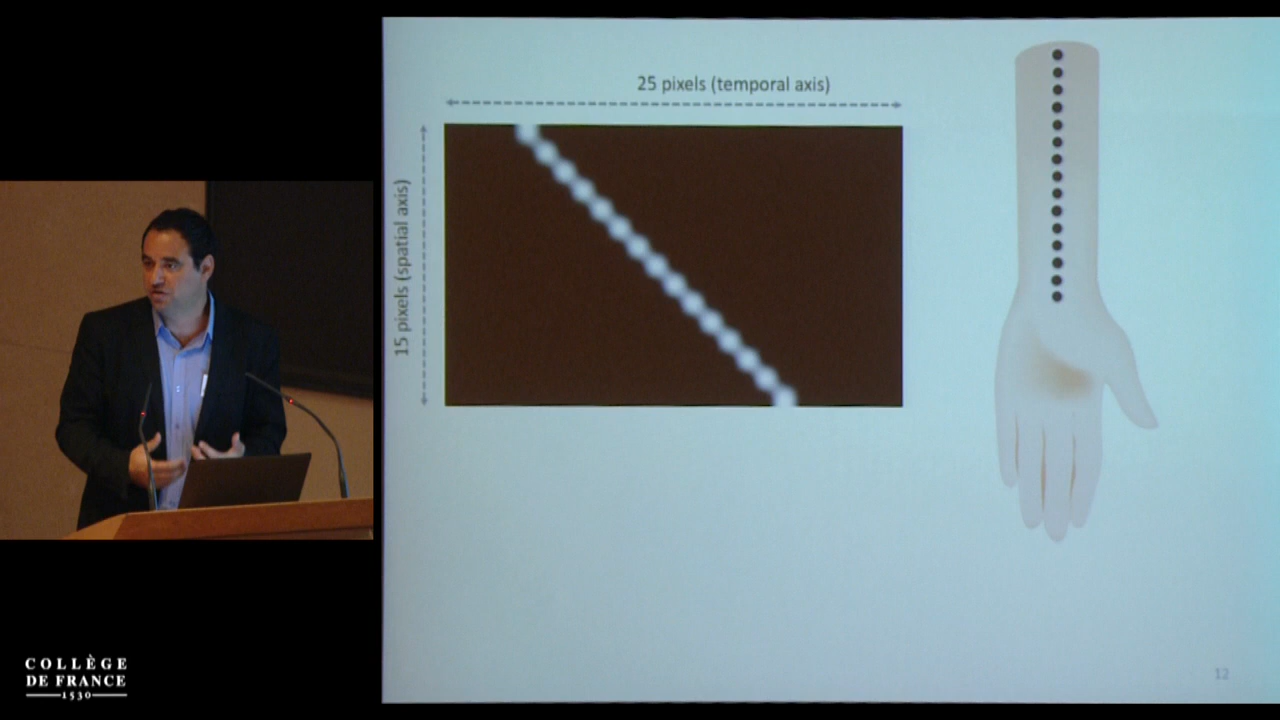 25 pixels (temporal axis)
15 pixels (spatial axis)
12
COLLÈGE
DE FRANCE
1530